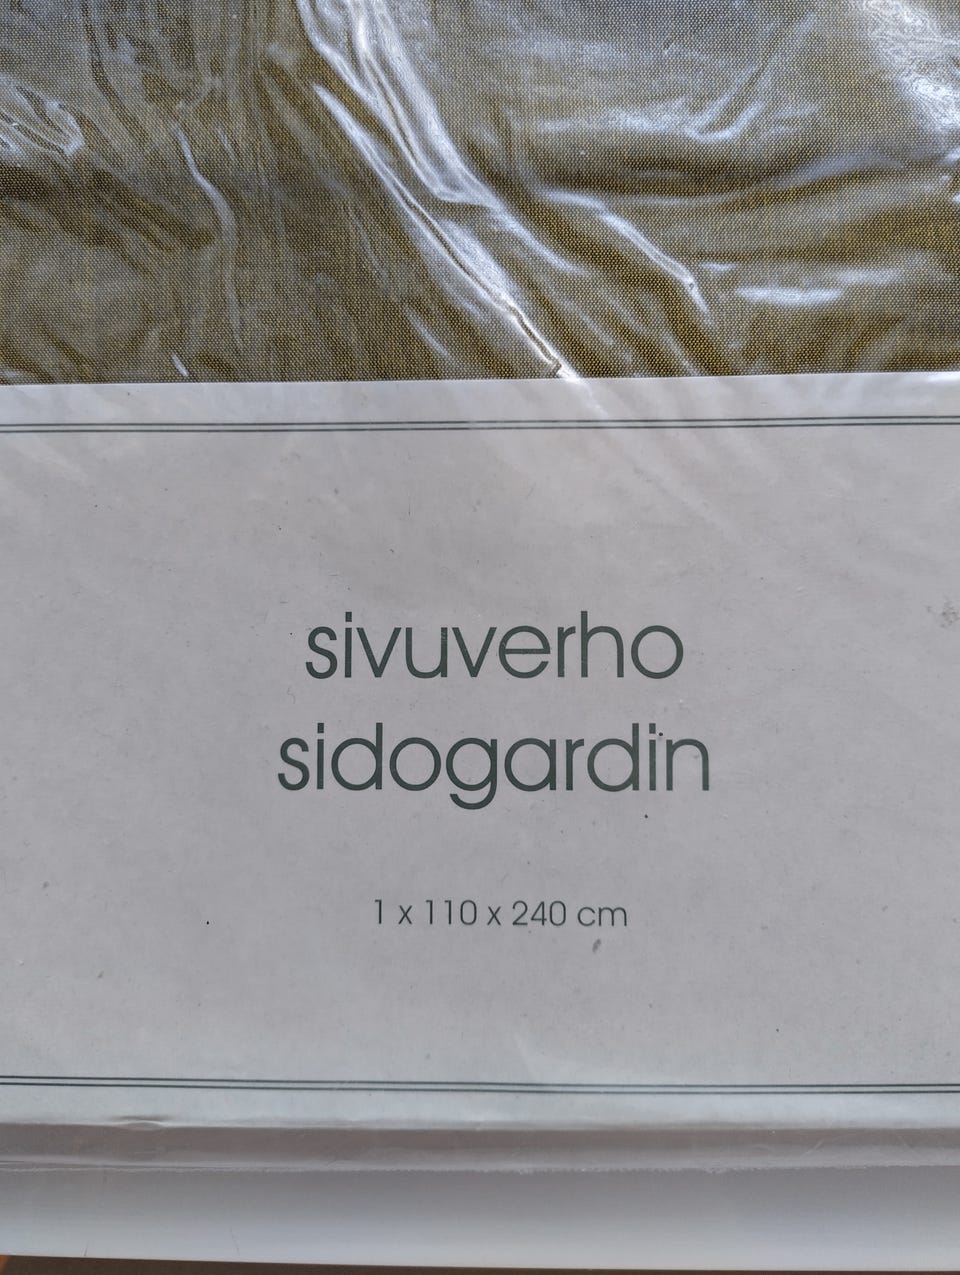 sivuverho
sidogardin
1 x 110 x 240 cm